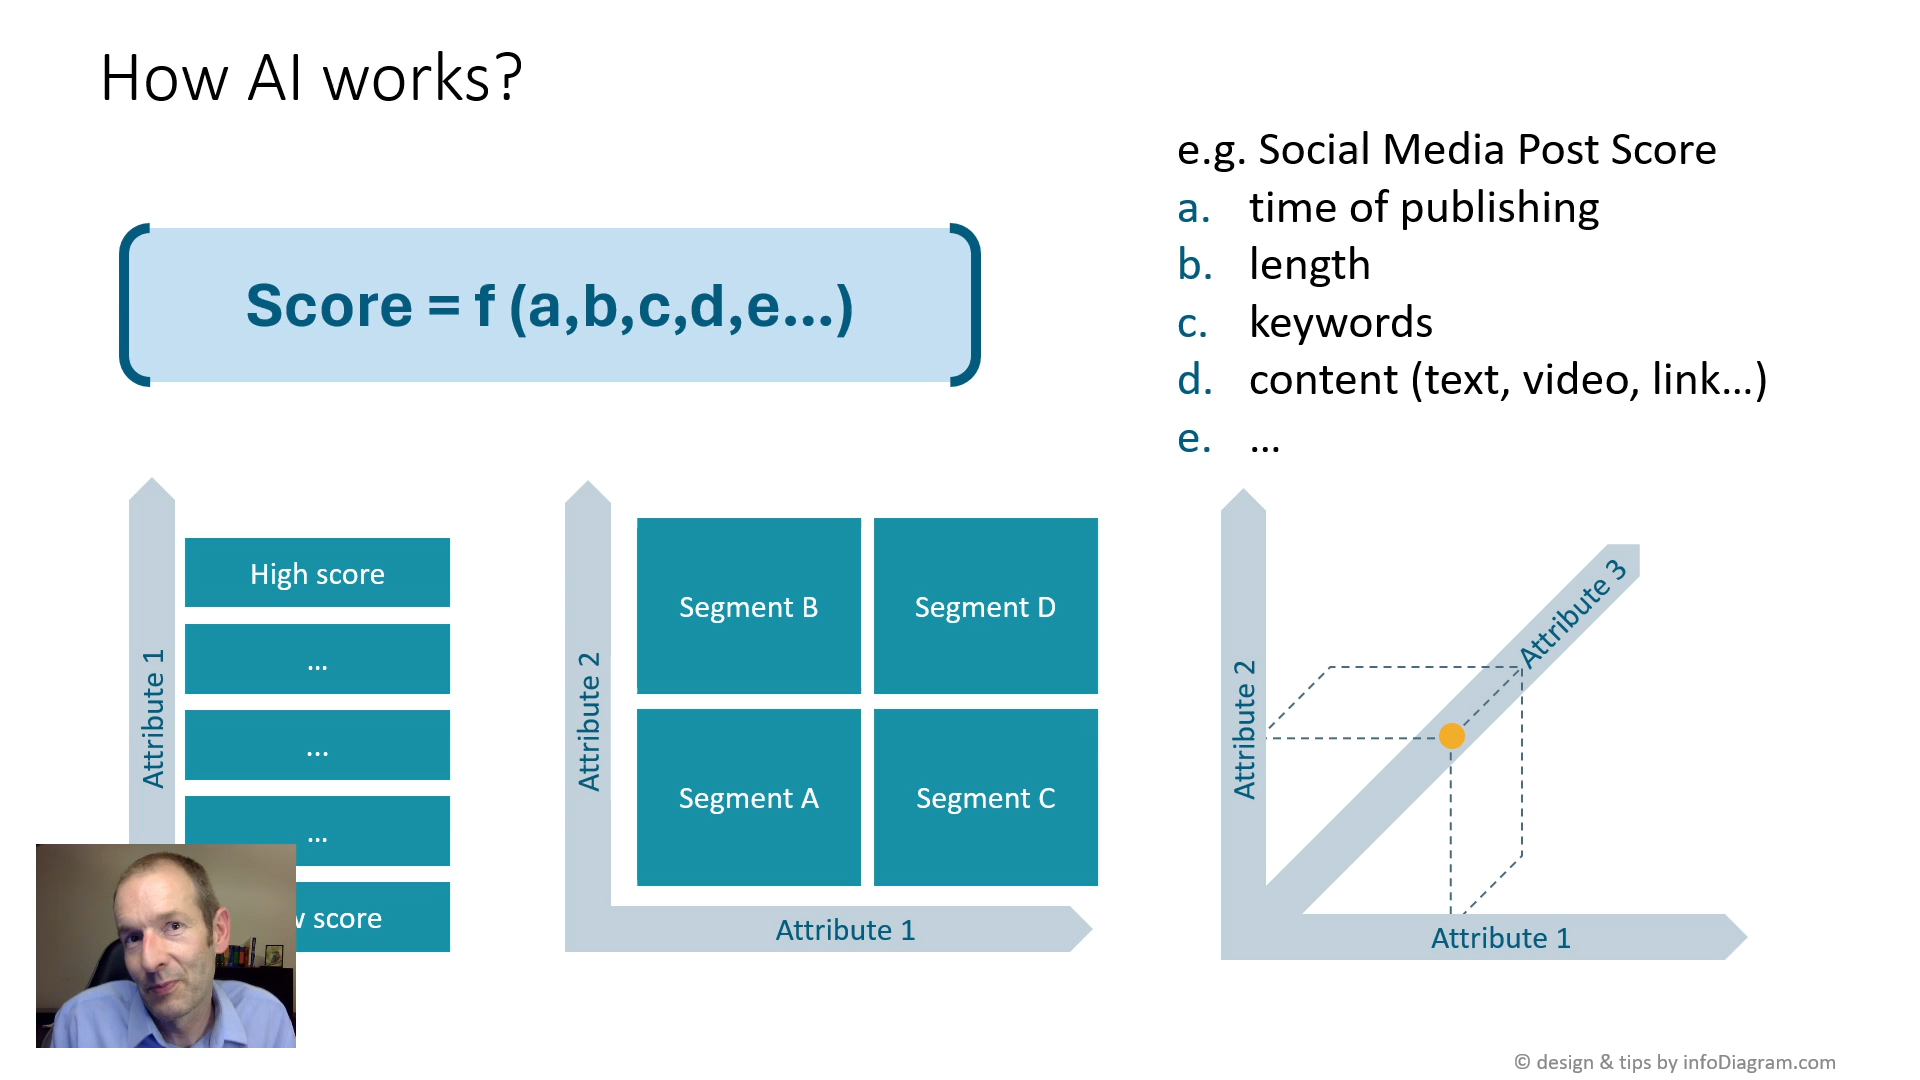 How AI works?
Score = f (a,b,c,d,e...)
e.g. Social Media Post Score
a. time of publishing
b. length
c. keywords
d. content (text, video, link...)
e. ...
Attribute 1
High score
...
...
...
score
Attribute 2
Segment B
Segment D
Segment A
Segment C
Attribute 1
Attribute 2
Attribute 3
Attribute 1
© design & tips by infoDiagram.com